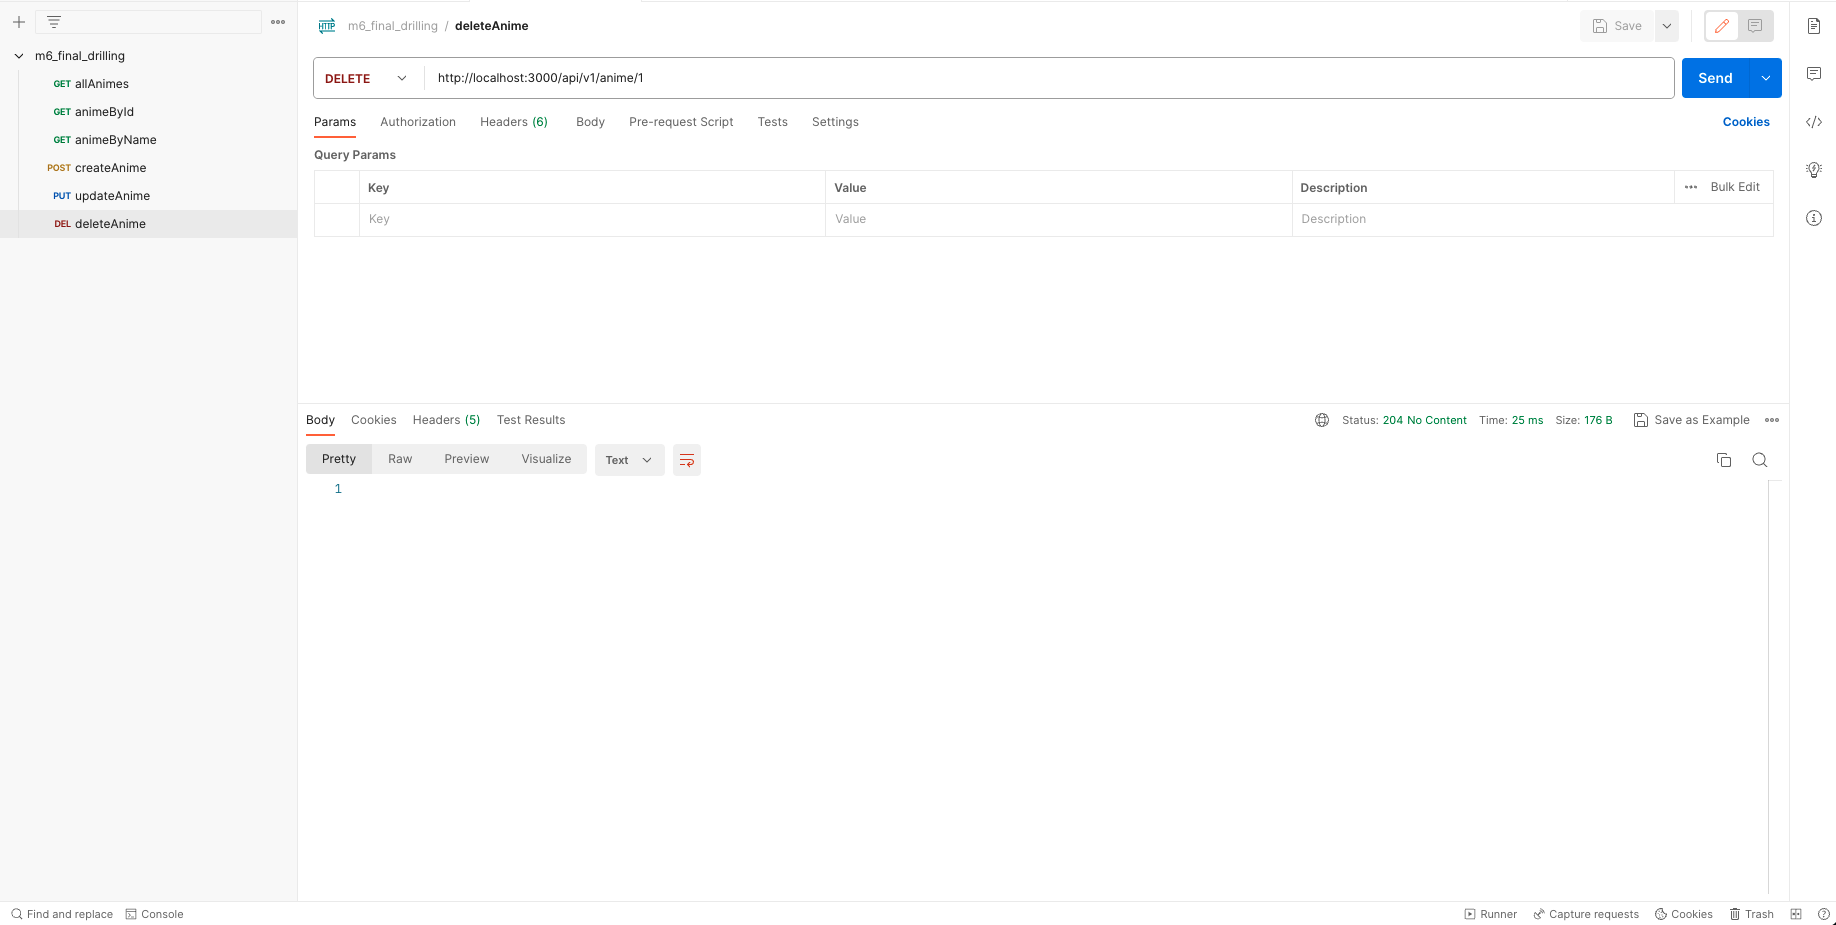 m6_final_drilling
GET allAnimes
GET animeById
GET animeByName
POST createAnime
PUT updateAnime
DEL deleteAnime
HTTP m6_final_drilling / deleteAnime
Save
DELETE http://localhost:3000/api/v1/anime/1
Send
Params Authorization Headers (6) Body Pre-request Script Tests Settings Cookies
Query Params
Key Value Description Bulk Edit
Key Value Description
Body Cookies Headers (5) Test Results Status: 204 No Content Time: 25 ms Size: 176 B Save as Example
Pretty Raw Preview Visualize Text
1
Find and replace Console Runner Capture requests Cookies Trash